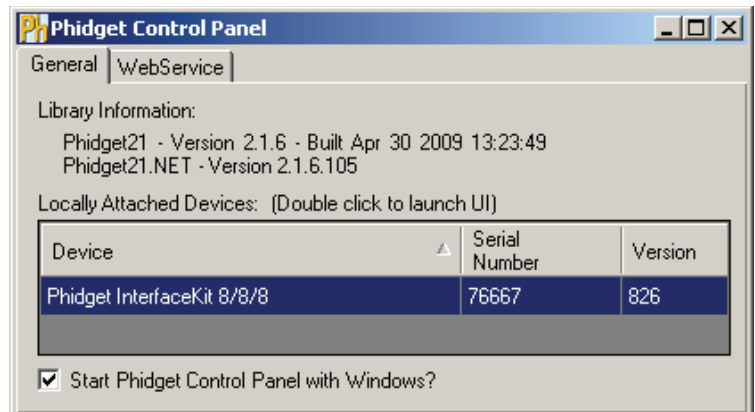 Ph Phidget Control Panel
General WebService
Library Information:
Phidget21 - Version 2.1.6 - Built Apr 30 2009 13:23:49
Phidget21.NET - Version 2.1.6.105
Locally Attached Devices: (Double click to launch UI)
Device Serial Number Version
Phidget InterfaceKit 8/8/8 76667 826
Start Phidget Control Panel with Windows?